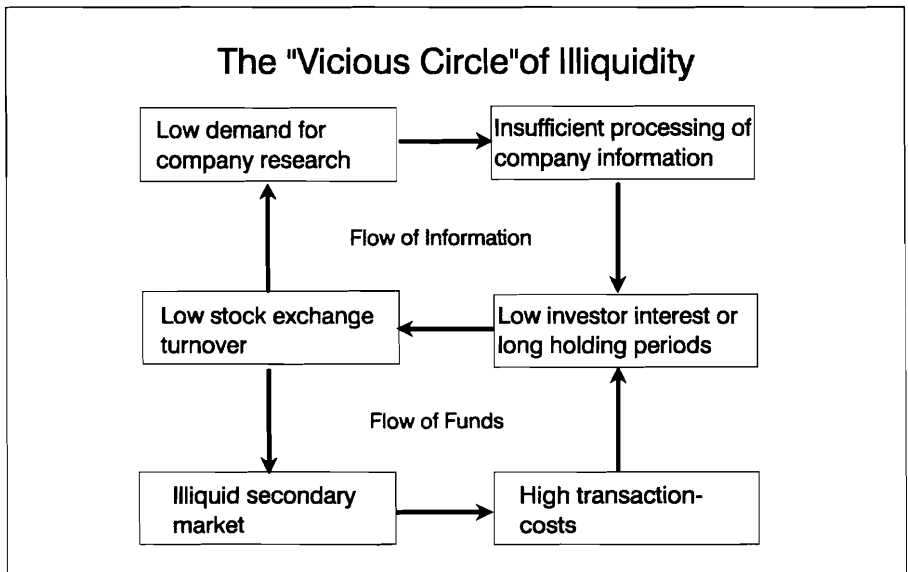 The "Vicious Circle"of Illiquidity
Low demand for
company research
Insufficient processing of
company information
Flow of Information
Low stock exchange
turnover
Low investor interest or
long holding periods
Flow of Funds
Illiquid secondary
market
High transaction-
costs